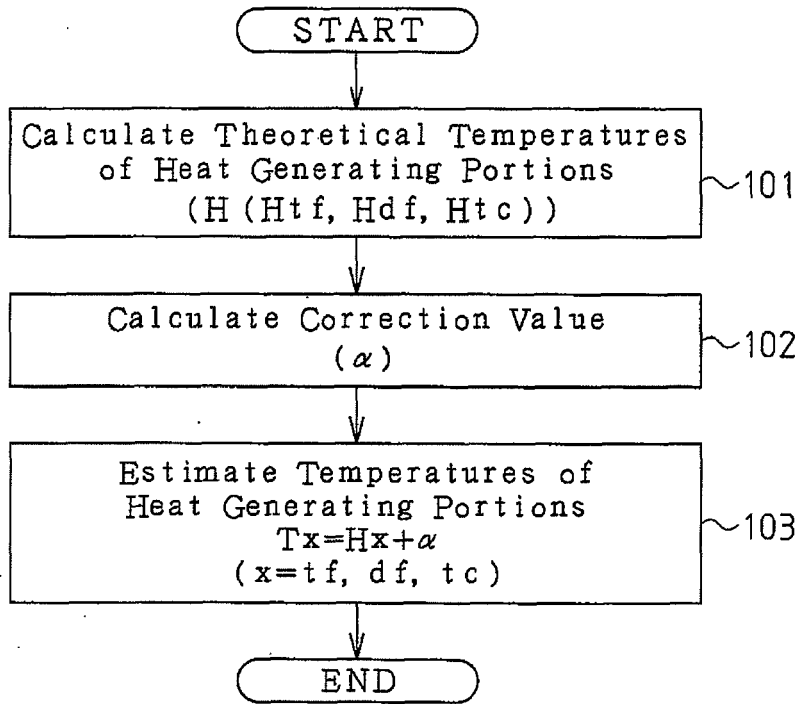 START
Calculate Theoretical Temperatures
of Heat Generating Portions
(H (Htf, Hdf, Htc))
101
Calculate Correction Value
(α)
102
Estimate Temperatures of
Heat Generating Portions
Tx=Hx+α
(x=tf, df, tc)
103
END